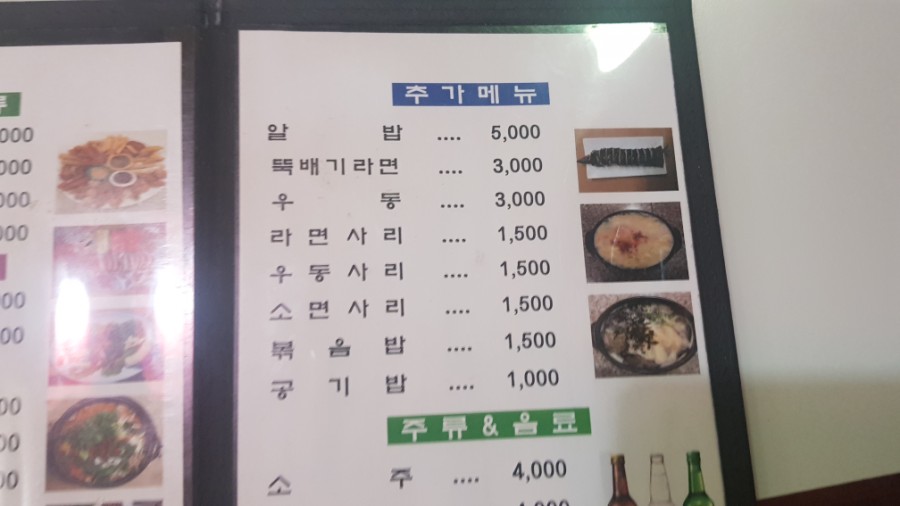 추가메뉴
알밥 .... 5,000
뚝배기라면 .... 3,000
우동 .... 3,000
라면사리 .... 1,500
우동사리 .... 1,500
소면사리 .... 1,500
볶음밥 .... 1,500
공기밥 .... 1,000
주류&음료
소주 .... 4,000